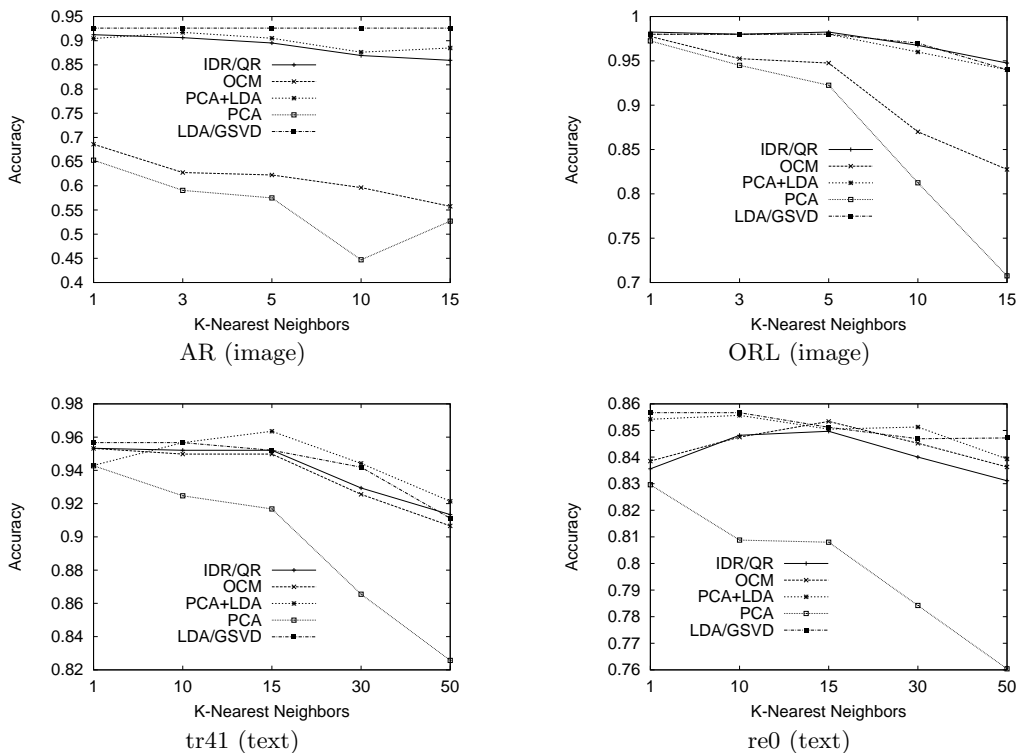 0.95
0.9
0.85
0.8
0.75
0.7
0.65
0.6
0.55
0.5
0.45
0.4
Accuracy
IDR/QR
OCM
PCA+LDA
PCA
LDA/GSVD
1 3 5 10 15
K-Nearest Neighbors
AR (image)
1
0.95
0.9
0.85
0.8
0.75
0.7
Accuracy
IDR/QR
OCM
PCA+LDA
PCA
LDA/GSVD
1 3 5 10 15
K-Nearest Neighbors
ORL (image)
0.98
0.96
0.94
0.92
0.9
0.88
0.86
0.84
0.82
Accuracy
IDR/QR
OCM
PCA+LDA
PCA
LDA/GSVD
1 10 15 30 50
K-Nearest Neighbors
tr41 (text)
0.86
0.85
0.84
0.83
0.82
0.81
0.8
0.79
0.78
0.77
0.76
Accuracy
IDR/QR
OCM
PCA+LDA
PCA
LDA/GSVD
1 10 15 30 50
K-Nearest Neighbors
re0 (text)